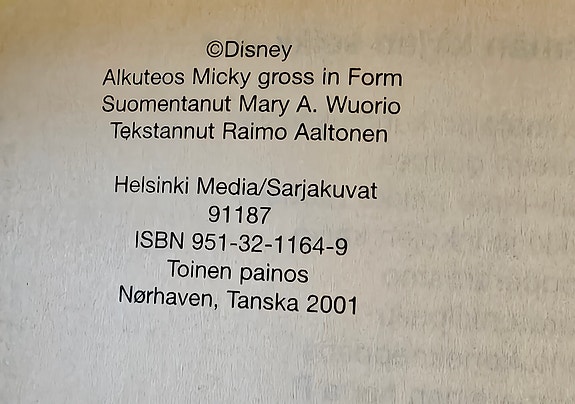 ©Disney
Alkuteos Micky gross in Form
Suomentanut Mary A. Wuorio
Tekstannut Raimo Aaltonen
Helsinki Media/Sarjakuvat
91187
ISBN 951-32-1164-9
Toinen painos
Nørhaven, Tanska 2001